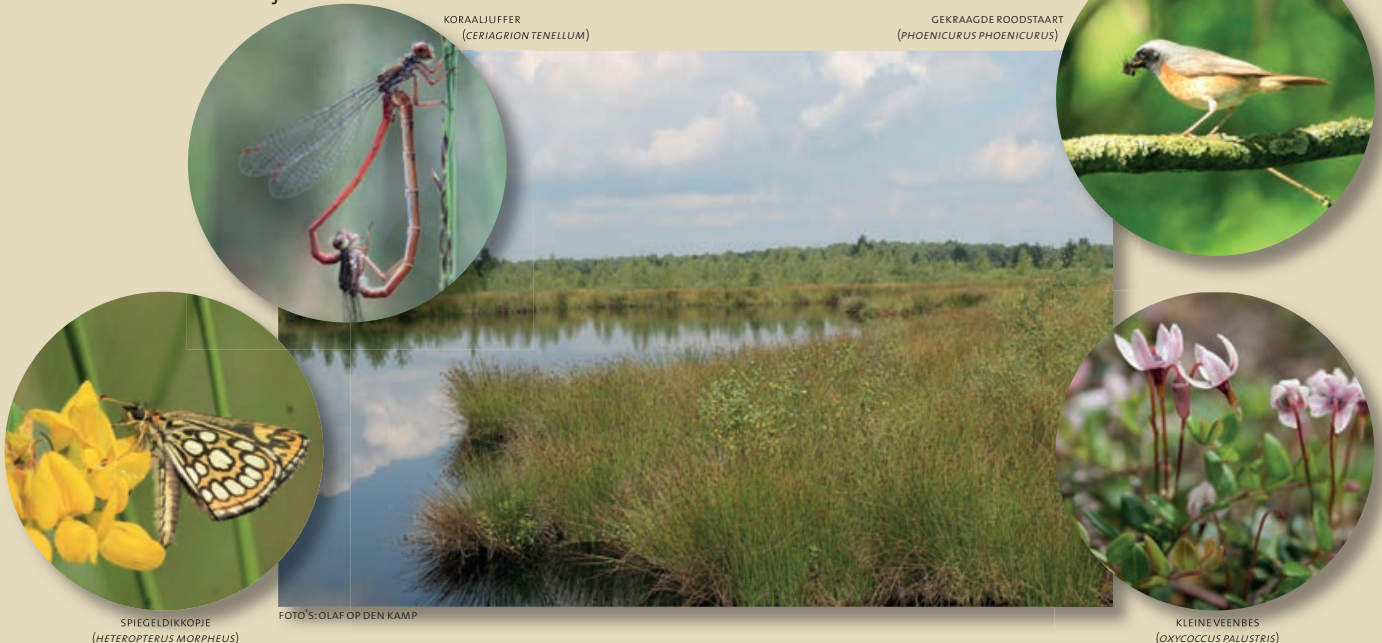 KORAALJUFFER
(CERIAGRION TENELLUM)
GEKRAAGDE ROODSTAART
(PHOENICURUS PHOENICURUS)
FOTO'S: OLAF OP DEN KAMP
SPIEGELDIKKOPJE
(HETEROPTERUS MORPHEUS)
KLEINE VEENBES
(OXYCOCCUS PALUSTRIS)